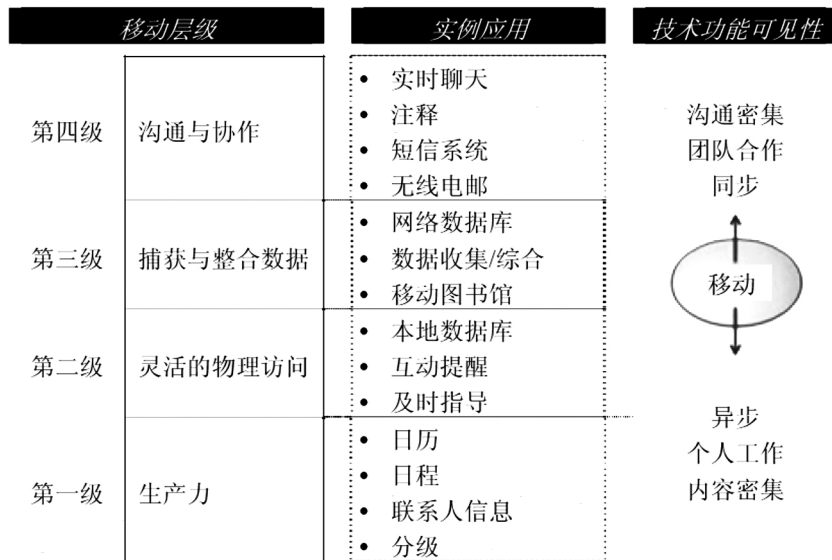 移动层级
实例应用
技术功能可见性
第四级
沟通与协作
• 实时聊天
• 注释
• 短信系统
• 无线电邮
沟通密集
团队合作
同步
第三级
捕获与整合数据
• 网络数据库
• 数据收集/综合
• 移动图书馆
移动
第二级
灵活的物理访问
• 本地数据库
• 互动提醒
• 及时指导
异步
个人工作
内容密集
第一级
生产力
• 日历
• 日程
• 联系人信息
• 分级